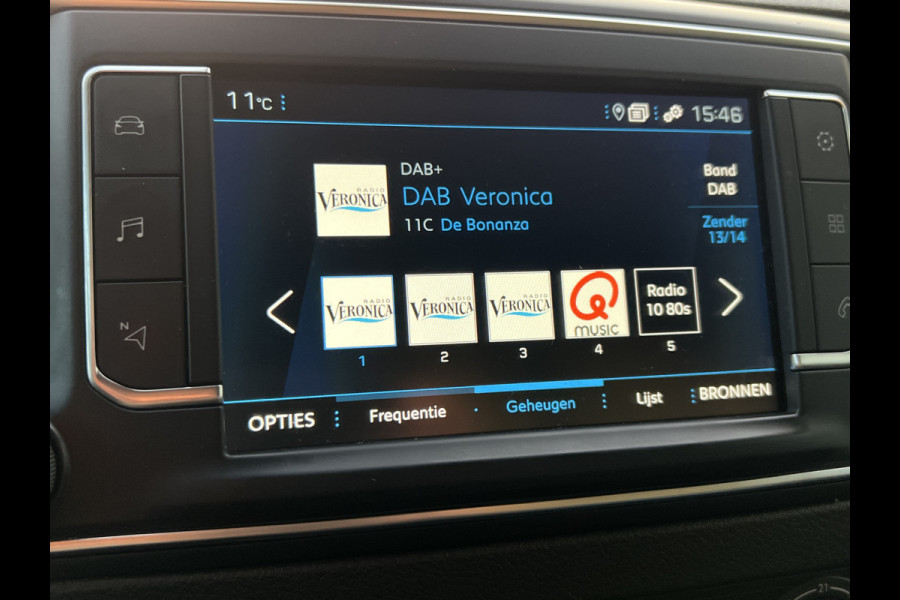 11°C
15:46
RADIO
VERONICA
DAB+
DAB Veronica
11C De Bonanza
Band
DAB
Zender
13/14
RADIO
VERONICA
RADIO
VERONICA
RADIO
VERONICA
MUSIC
Radio
10 80s
1 2 3 4 5
OPTIES Frequentie Geheugen Lijst BRONNEN
N
21